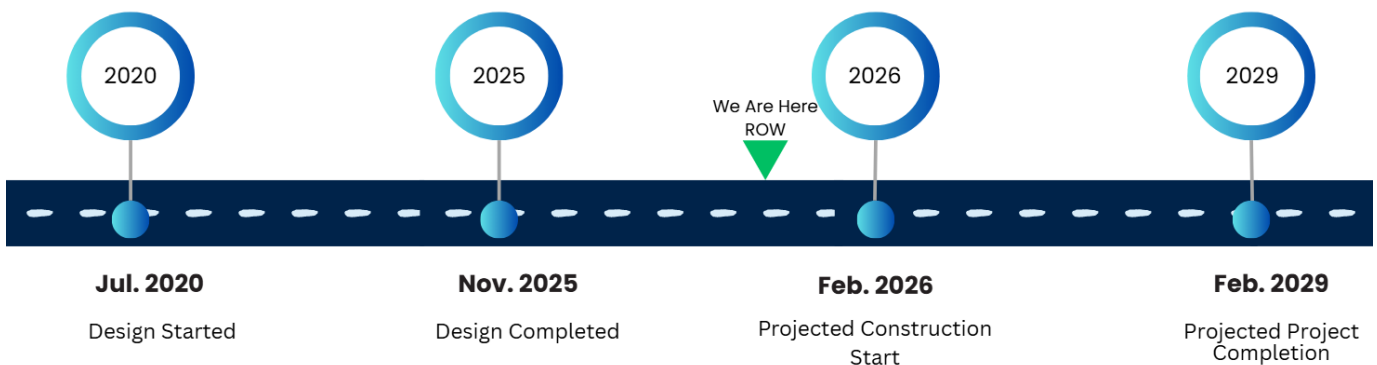 2020
2025
2026
2029
We Are Here
ROW
Jul. 2020
Nov. 2025
Feb. 2026
Feb. 2029
Design Started
Design Completed
Projected Construction
Start
Projected Project
Completion